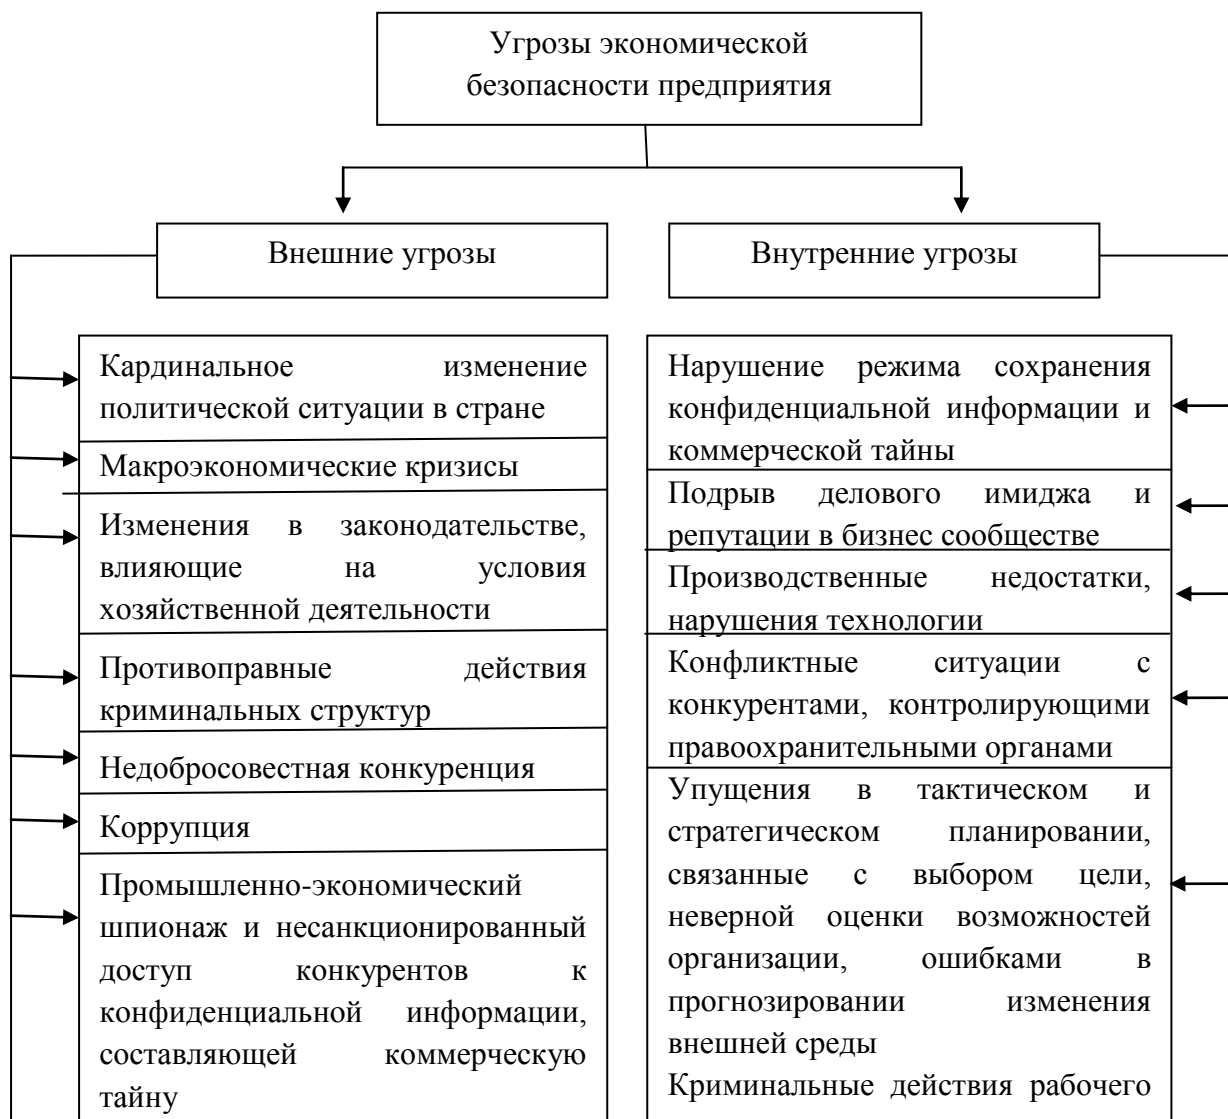 Угрозы экономической
безопасности предприятия
Внешние угрозы
Внутренние угрозы
Кардинальное изменение
политической ситуации в стране
Макроэкономические кризисы
Изменения в законодательстве,
влияющие на условия
хозяйственной деятельности
Противоправные действия
криминальных структур
Недобросовестная конкуренция
Коррупция
Промышленно-экономический
шпионаж и несанкционированный
доступ конкурентов к
конфиденциальной информации,
составляющей коммерческую
тайну
Нарушение режима сохранения
конфиденциальной информации и
коммерческой тайны
Подрыв делового имиджа и
репутации в бизнес сообществе
Производственные недостатки,
нарушения технологии
Конфликтные ситуации с
конкурентами, контролирующими
правоохранительными органами
Упущения в тактическом и
стратегическом планировании,
связанные с выбором цели,
неверной оценки возможностей
организации, ошибками в
прогнозировании изменения
внешней среды
Криминальные действия рабочего